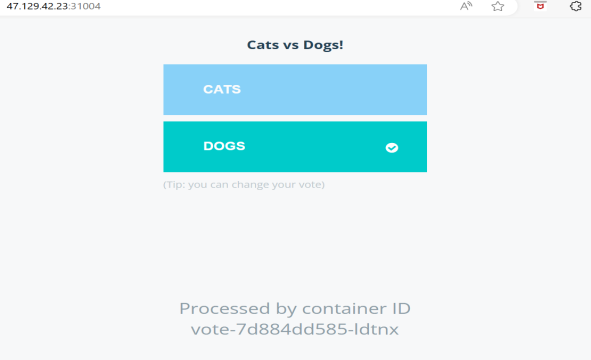 47.129.42.23:31004
Cats vs Dogs!
CATS
DOGS
(Tip: you can change your vote)
Processed by container ID
vote-7d884dd585-ldtnx